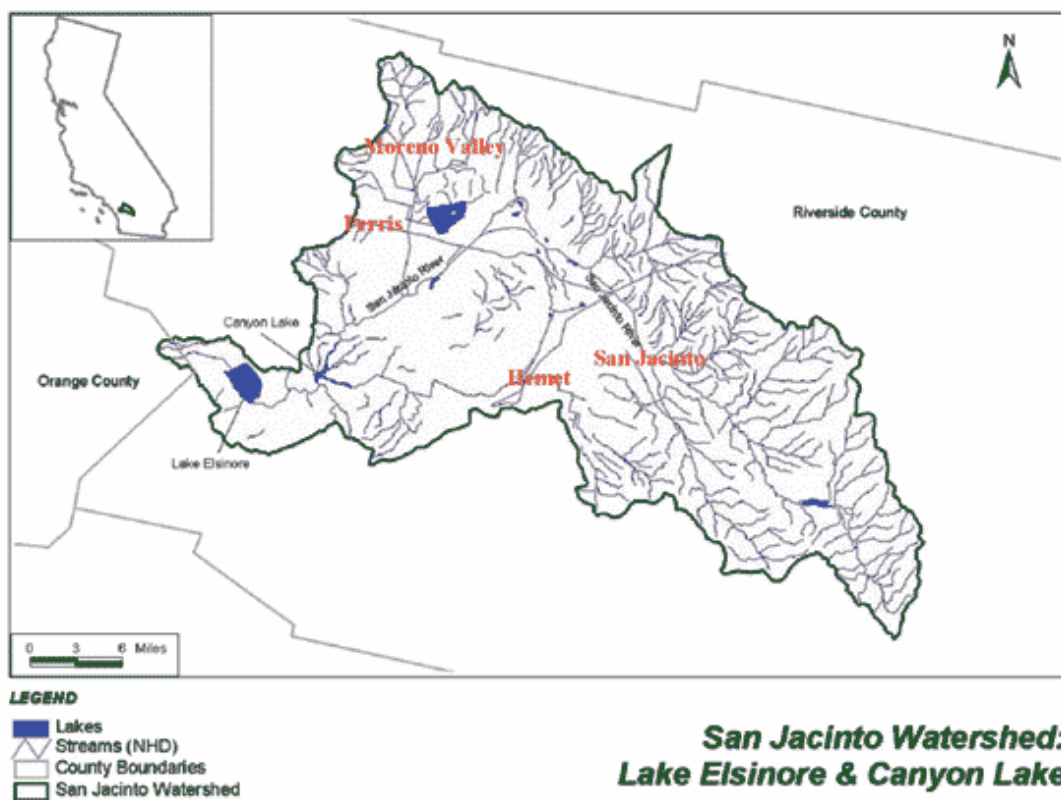 N
Moreno Valley
Riverside County
Perris
San Jacinto River
San Jacinto River
Canyon Lake
San Jacinto
Orange County
Hemet
Lake Elsinore
0 3 6 Miles
LEGEND
Lakes
Streams (NHD)
County Boundaries
San Jacinto Watershed
San Jacinto Watershed:
Lake Elsinore & Canyon Lake